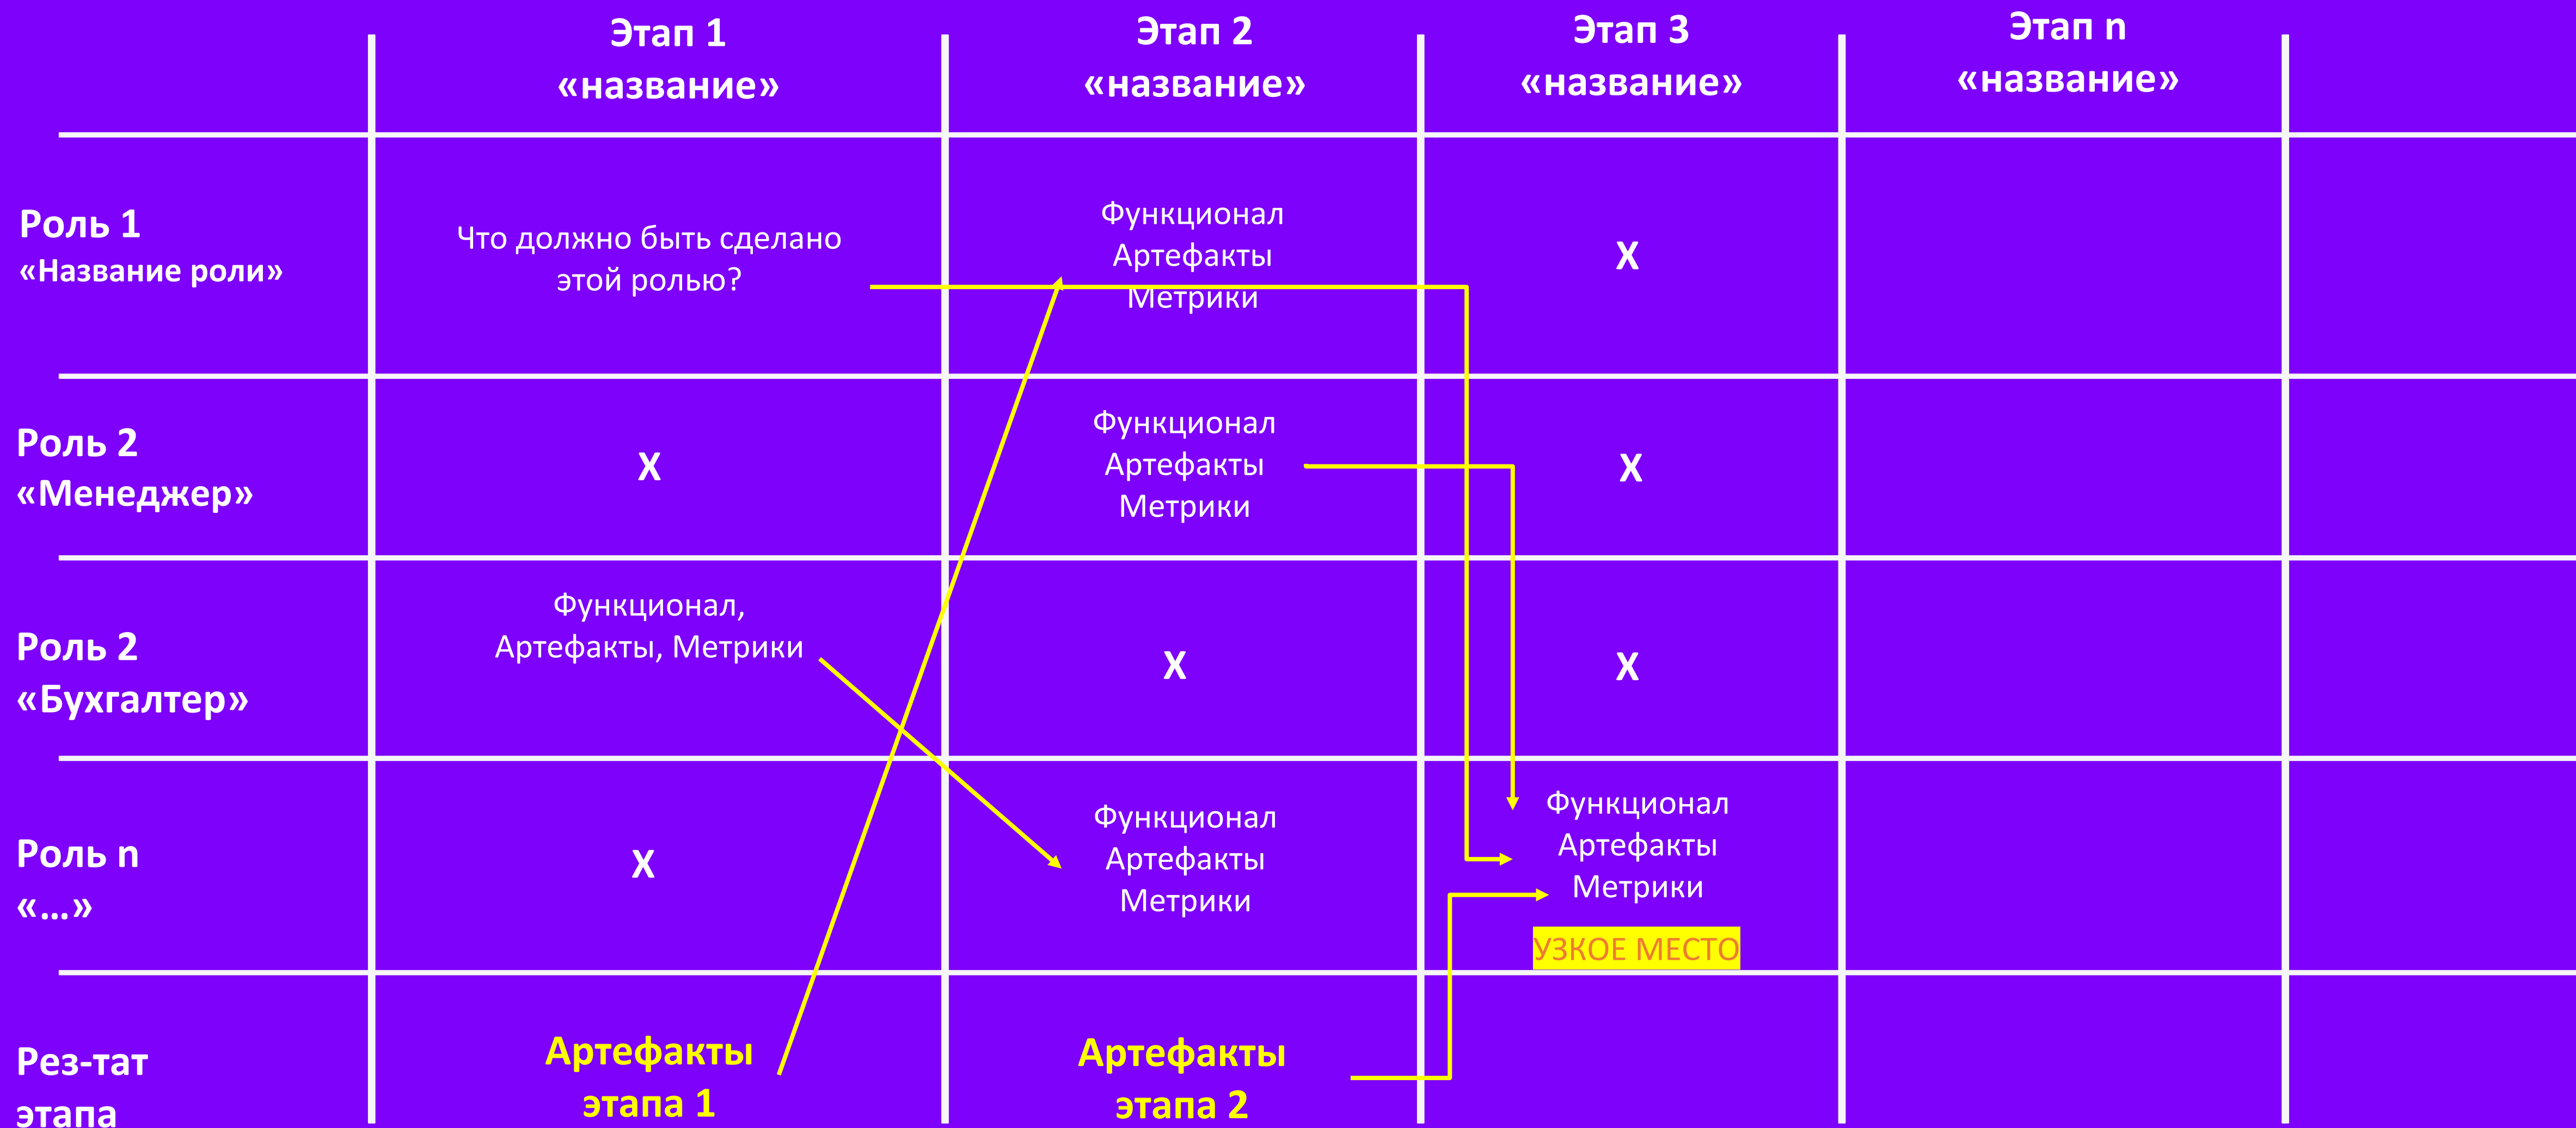 Этап 1
«название»
Этап 2
«название»
Этап 3
«название»
Этап n
«название»
Роль 1
«Название роли»
Что должно быть сделано
этой ролью?
Функционал
Артефакты
Метрики
X
Роль 2
«Менеджер»
X
Функционал
Артефакты
Метрики
X
Роль 2
«Бухгалтер»
Функционал,
Артефакты, Метрики
X
X
Роль n
«...»
X
Функционал
Артефакты
Метрики
Функционал
Артефакты
Метрики
УЗКОЕ МЕСТО
Рез-тат
этапа
Артефакты
этапа 1
Артефакты
этапа 2